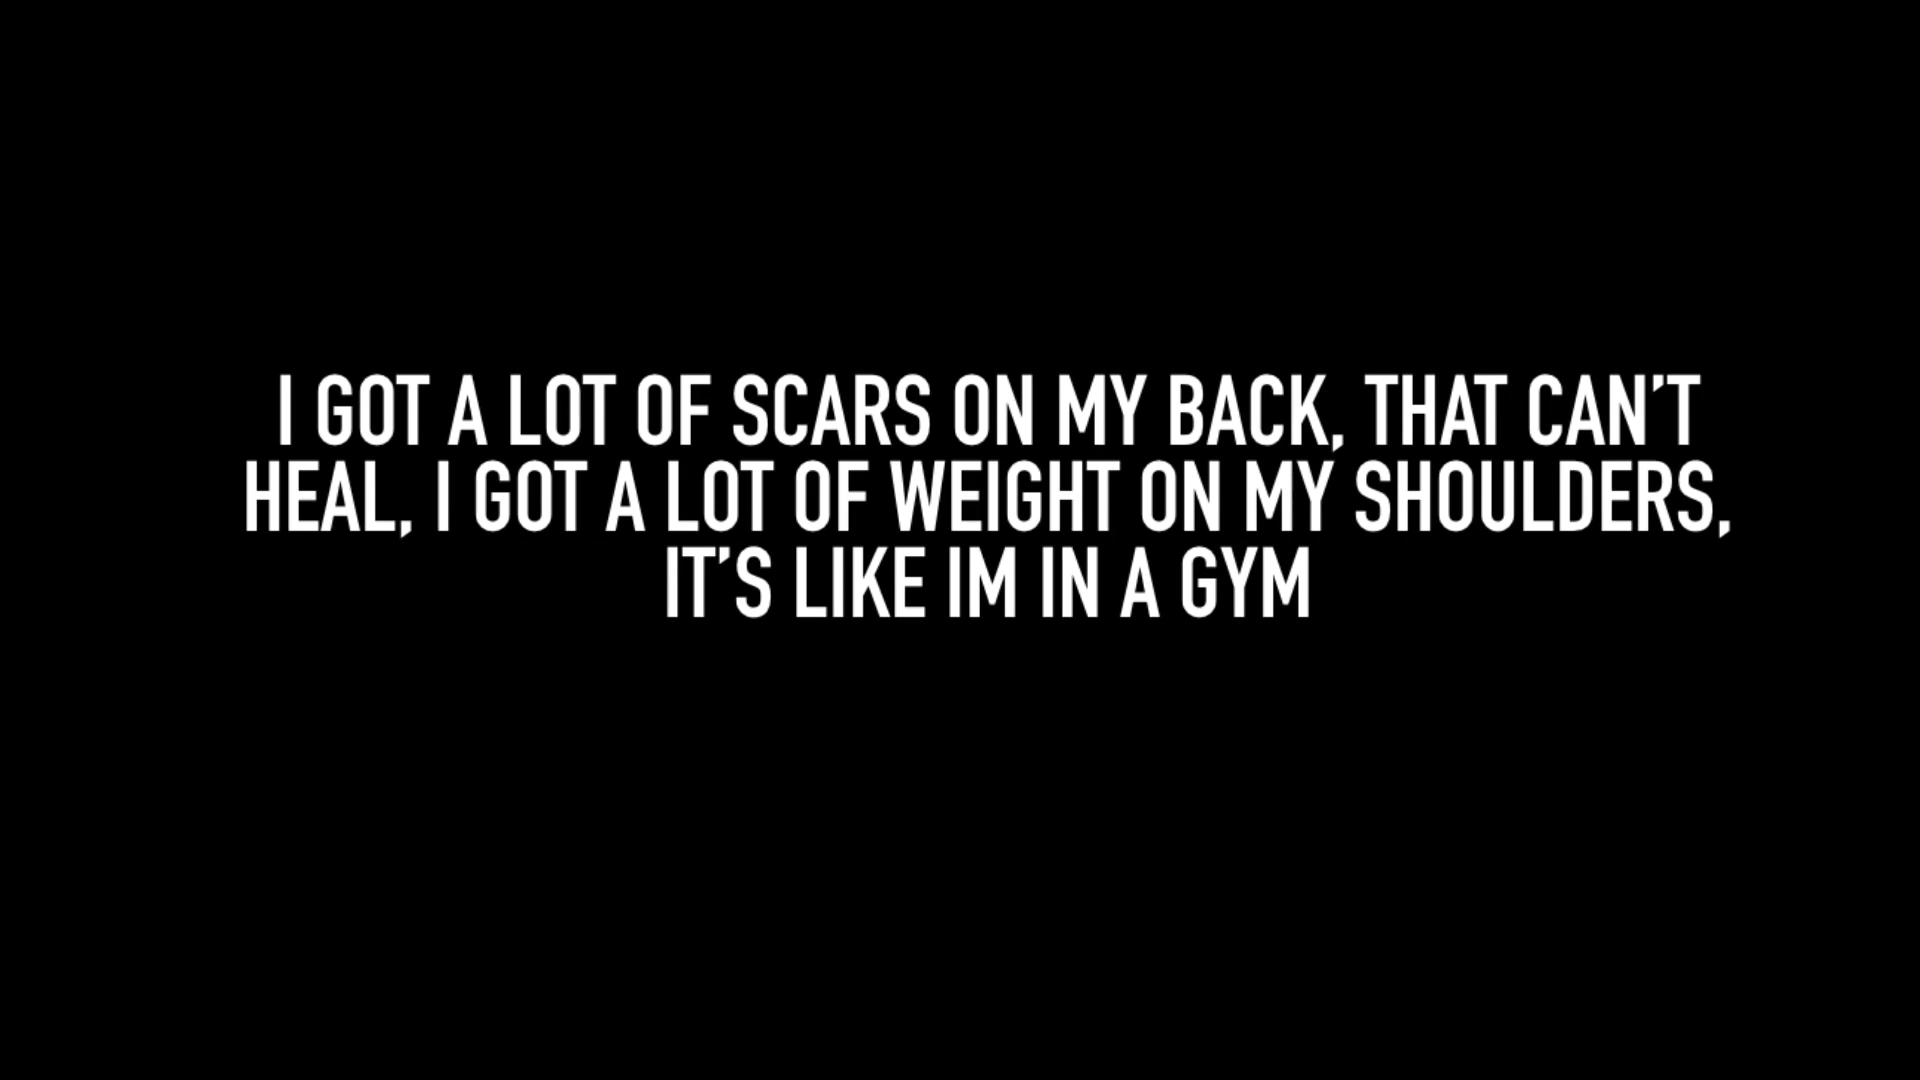 I GOT A LOT OF SCARS ON MY BACK, THAT CAN’T
HEAL, I GOT A LOT OF WEIGHT ON MY SHOULDERS,
IT’S LIKE IM IN A GYM